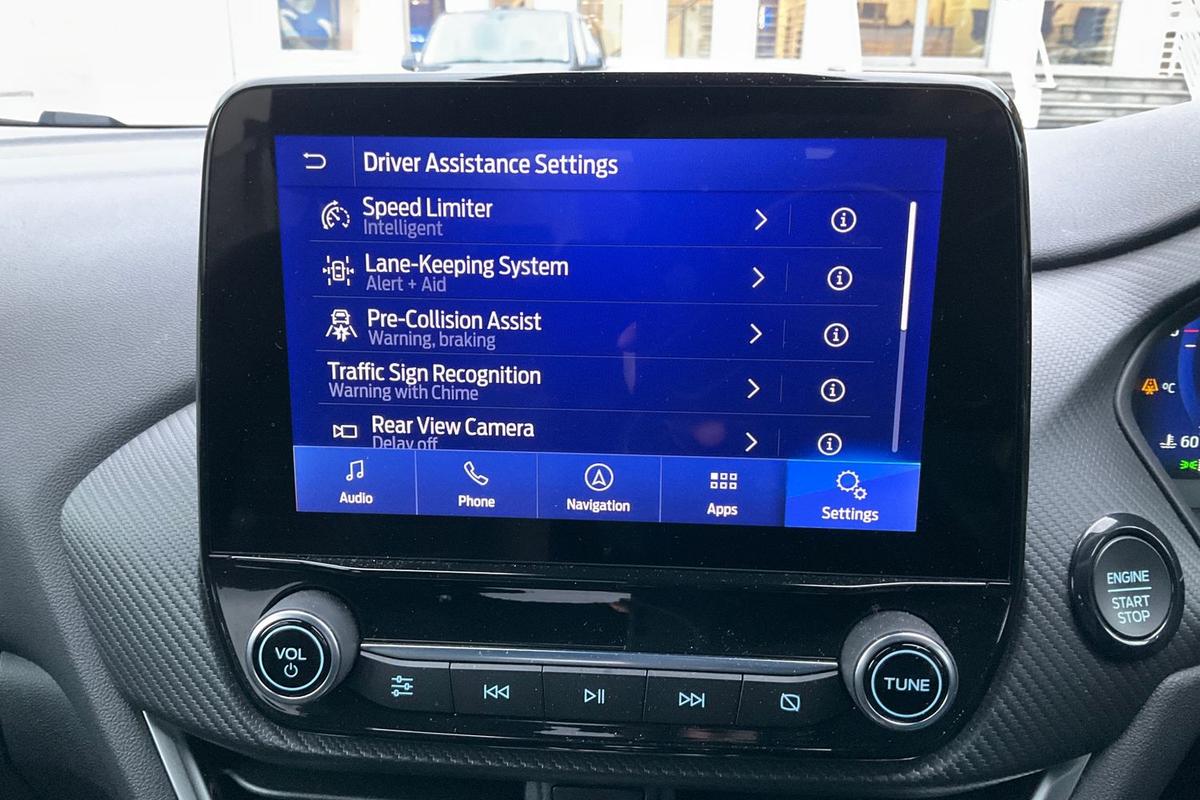 Driver Assistance Settings
Speed Limiter
Intelligent
Lane-Keeping System
Alert + Aid
Pre-Collision Assist
Warning, braking
Traffic Sign Recognition
Warning with Chime
Rear View Camera
Delay off
Audio
Phone
Navigation
Apps
Settings
°C
60
ENGINE
START
STOP
VOL
TUNE